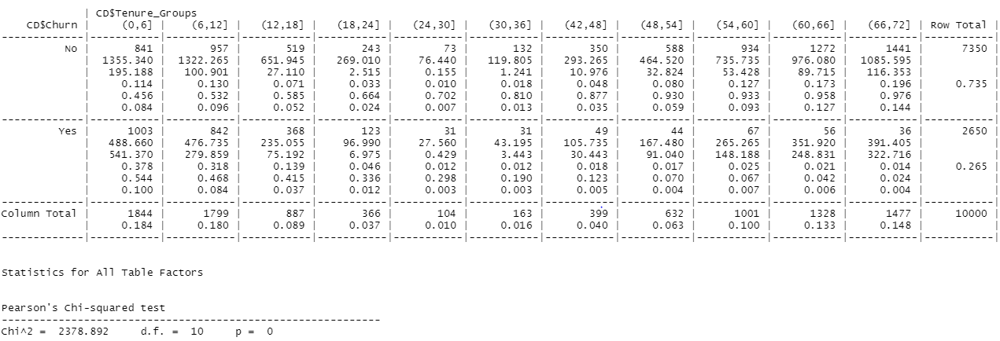 | CD$Tenure_Groups
CD$Churn | (0,6] | (6,12] | (12,18] | (18,24] | (24,30] | (30,36] | (42,48] | (48,54] | (54,60] | (60,66] | (66,72] | Row Total |
-------------|-----------|-----------|-----------|-----------|-----------|-----------|-----------|-----------|-----------|-----------|-----------|-----------|
No | 841 | 957 | 519 | 243 | 73 | 132 | 350 | 588 | 934 | 1272 | 1441 | 7350 |
| 1355.340 | 1322.265 | 651.945 | 269.010 | 76.440 | 119.805 | 293.265 | 464.520 | 735.735 | 976.080 | 1085.595 | |
| 195.188 | 100.901 | 27.110 | 2.515 | 0.155 | 1.241 | 10.976 | 32.824 | 53.428 | 89.715 | 116.353 | |
| 0.114 | 0.130 | 0.071 | 0.033 | 0.010 | 0.018 | 0.048 | 0.080 | 0.127 | 0.173 | 0.196 | 0.735 |
| 0.456 | 0.532 | 0.585 | 0.664 | 0.702 | 0.810 | 0.877 | 0.930 | 0.933 | 0.958 | 0.976 | |
| 0.084 | 0.096 | 0.052 | 0.024 | 0.007 | 0.013 | 0.035 | 0.059 | 0.093 | 0.127 | 0.144 | |
-------------|-----------|-----------|-----------|-----------|-----------|-----------|-----------|-----------|-----------|-----------|-----------|-----------|
Yes | 1003 | 842 | 368 | 123 | 31 | 31 | 49 | 44 | 67 | 56 | 36 | 2650 |
| 488.660 | 476.735 | 235.055 | 96.990 | 27.560 | 43.195 | 105.735 | 167.480 | 265.265 | 351.920 | 391.405 | |
| 541.370 | 279.859 | 75.192 | 6.975 | 0.429 | 3.443 | 30.443 | 91.040 | 148.188 | 248.831 | 322.716 | |
| 0.378 | 0.318 | 0.139 | 0.046 | 0.012 | 0.012 | 0.018 | 0.017 | 0.025 | 0.021 | 0.014 | 0.265 |
| 0.544 | 0.468 | 0.415 | 0.336 | 0.298 | 0.190 | 0.123 | 0.070 | 0.067 | 0.042 | 0.024 | |
| 0.100 | 0.084 | 0.037 | 0.012 | 0.003 | 0.003 | 0.005 | 0.004 | 0.007 | 0.006 | 0.004 | |
-------------|-----------|-----------|-----------|-----------|-----------|-----------|-----------|-----------|-----------|-----------|-----------|-----------|
Column Total | 1844 | 1799 | 887 | 366 | 104 | 163 | 399 | 632 | 1001 | 1328 | 1477 | 10000 |
| 0.184 | 0.180 | 0.089 | 0.037 | 0.010 | 0.016 | 0.040 | 0.063 | 0.100 | 0.133 | 0.148 | |
-------------|-----------|-----------|-----------|-----------|-----------|-----------|-----------|-----------|-----------|-----------|-----------|-----------|
Statistics for All Table Factors
Pearson's Chi-squared test
------------------------------------------------------------
Chi^2 = 2378.892 d.f. = 10 p = 0